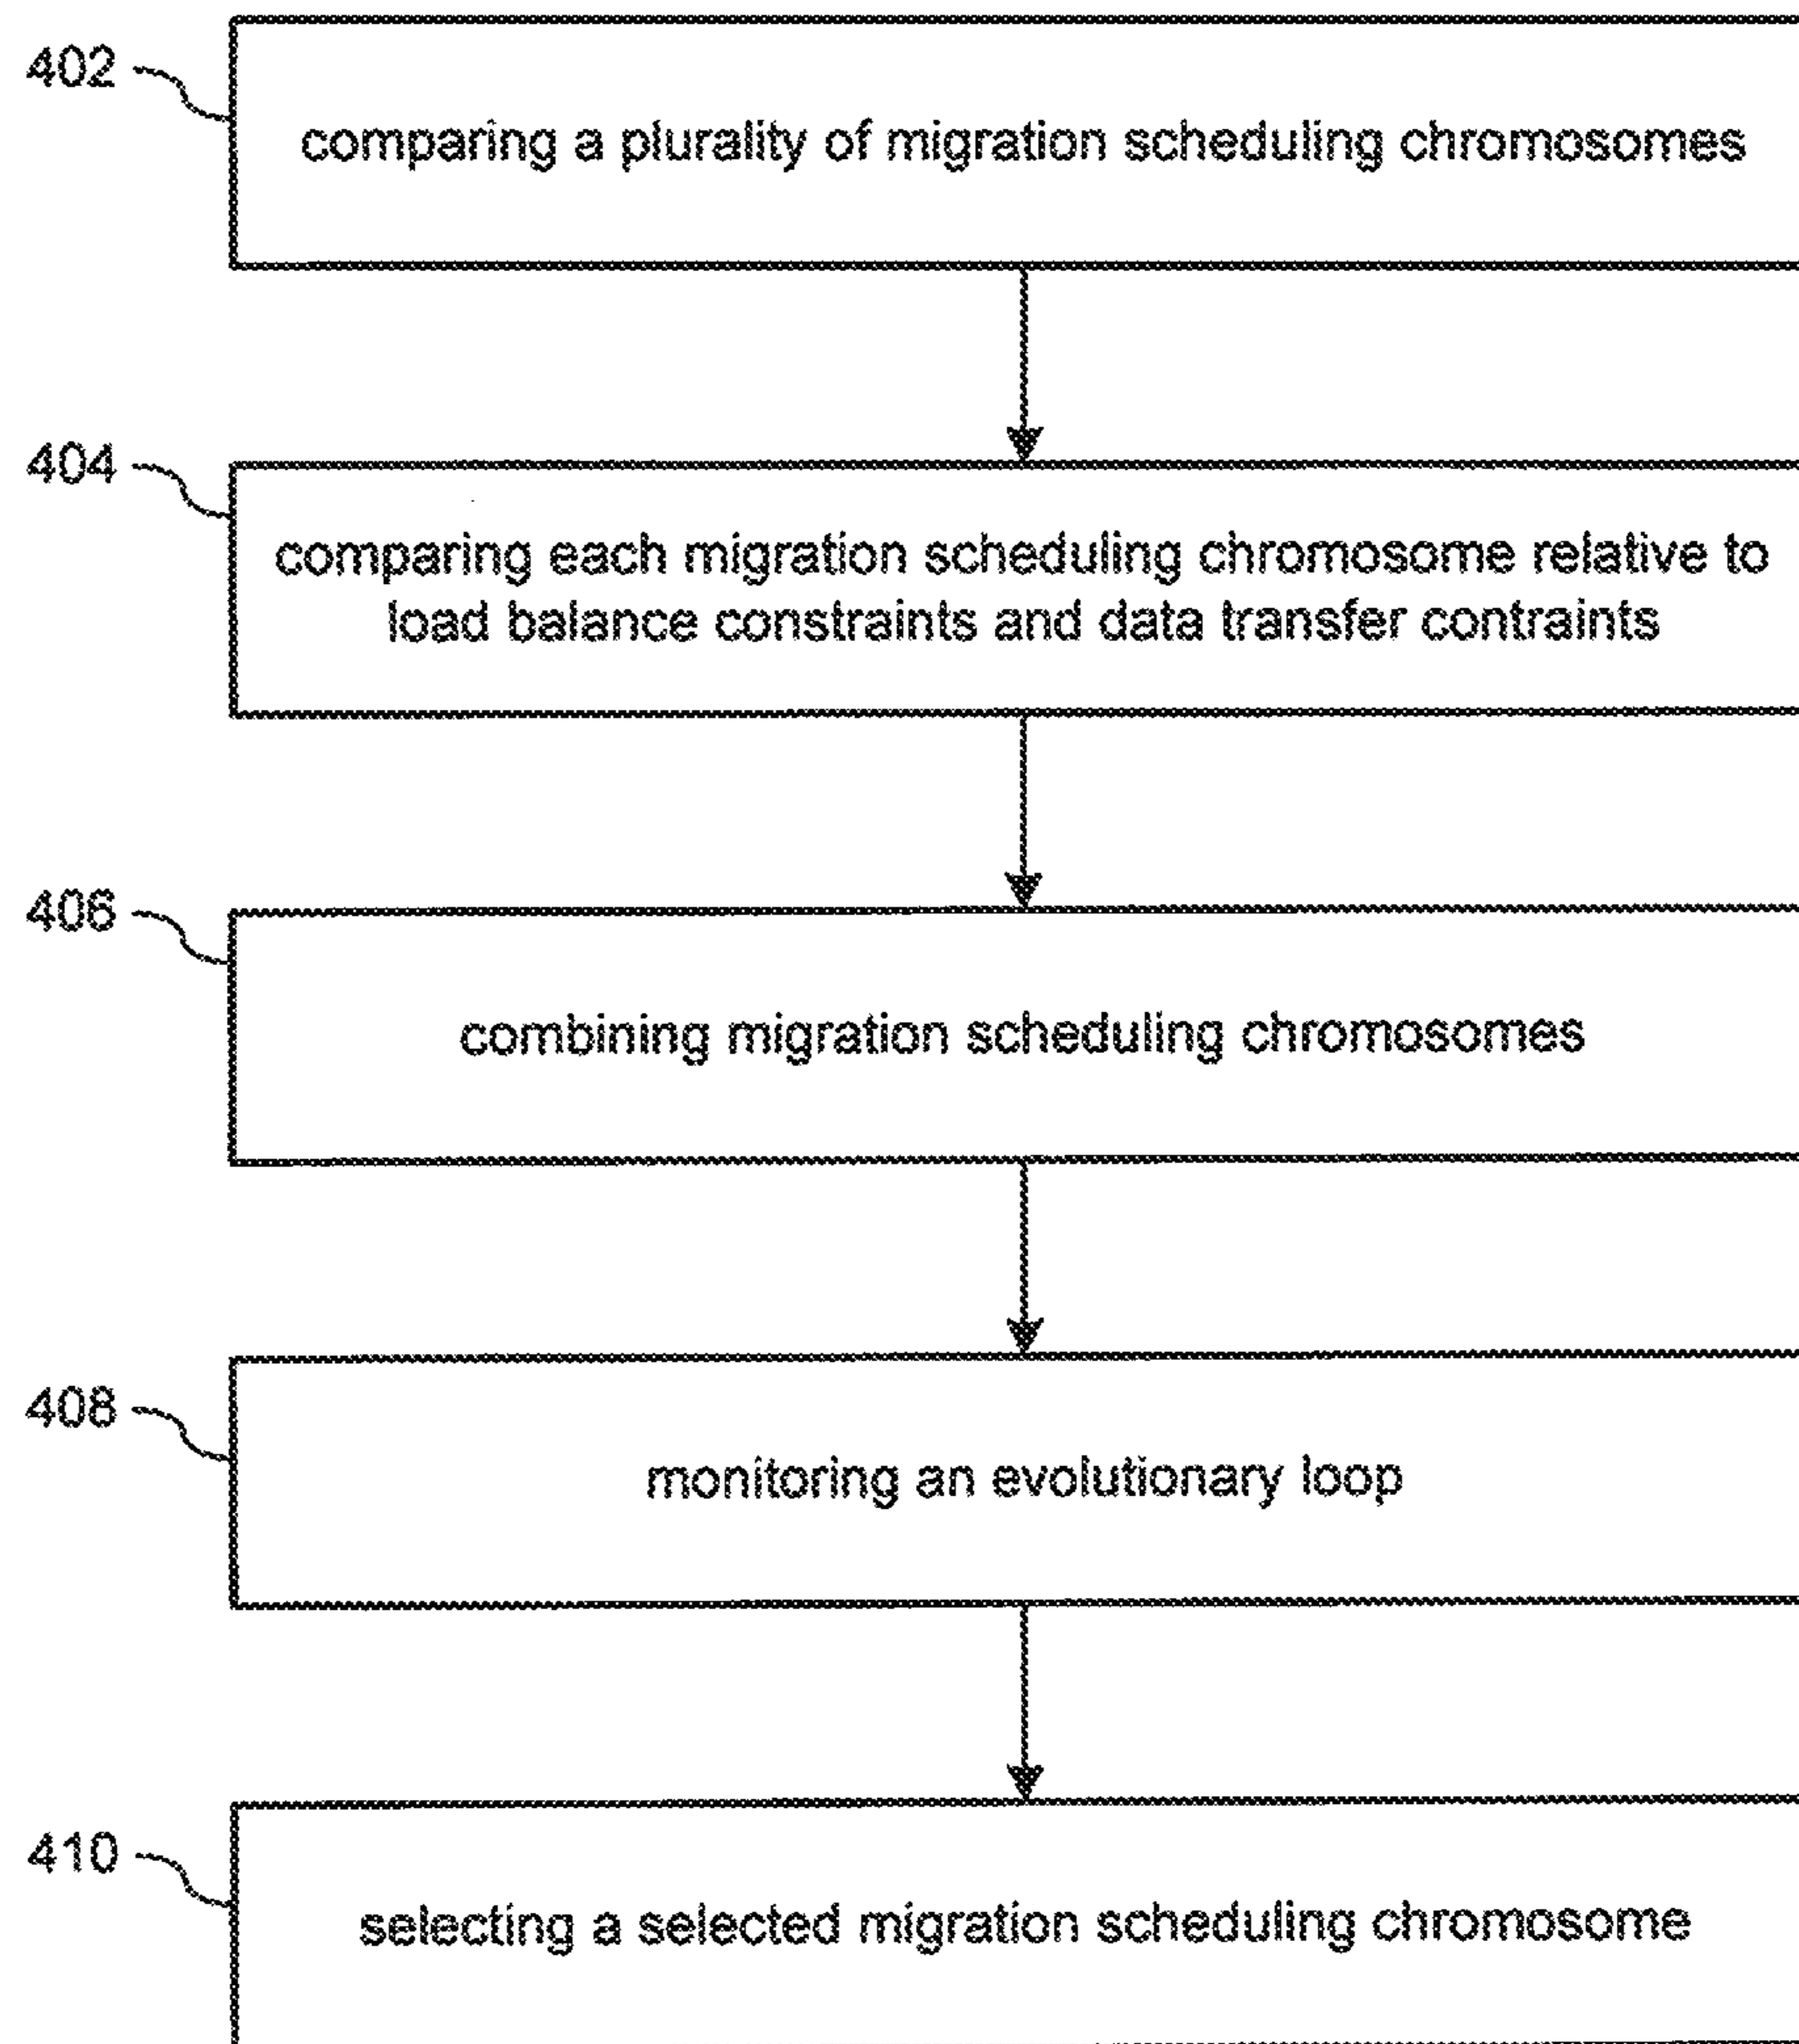 402
comparing a plurality of migration scheduling chromosomes
404
comparing each migration scheduling chromosome relative to
load balance constraints and data transfer contraints
406
combining migration scheduling chromosomes
408
monitoring an evolutionary loop
410
selecting a selected migration scheduling chromosome